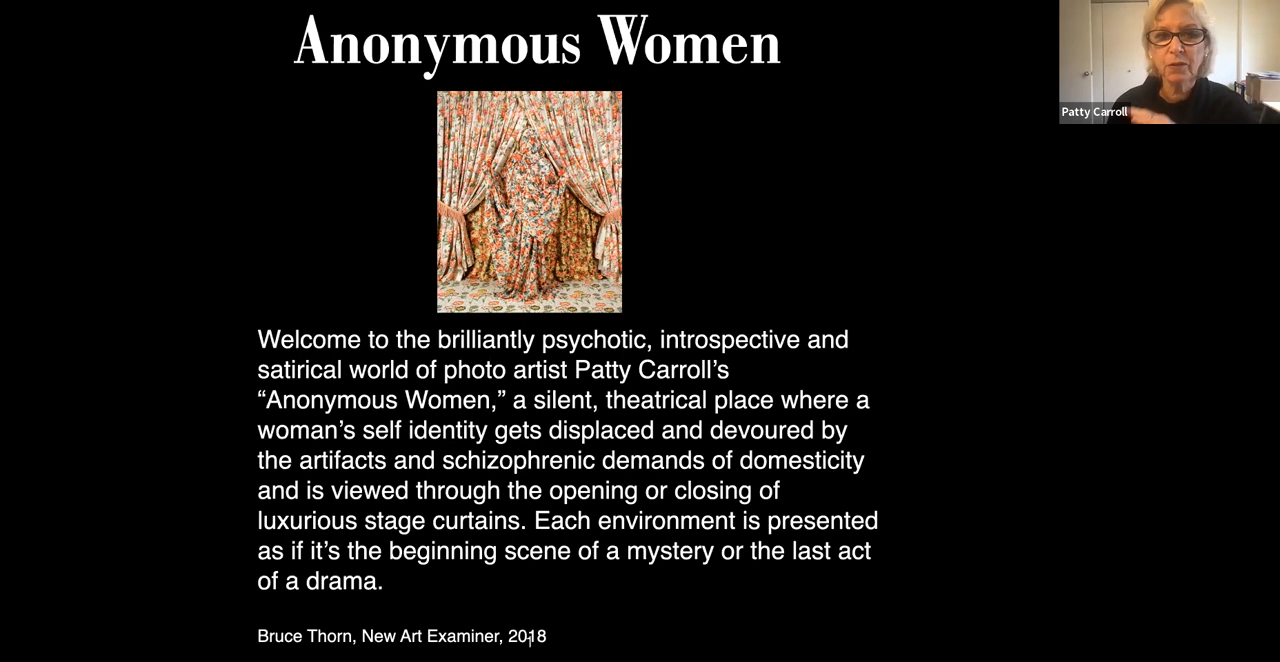 Anonymous Women
Patty Carroll
Welcome to the brilliantly psychotic, introspective and
satirical world of photo artist Patty Carroll’s
“Anonymous Women,” a silent, theatrical place where a
woman’s self identity gets displaced and devoured by
the artifacts and schizophrenic demands of domesticity
and is viewed through the opening or closing of
luxurious stage curtains. Each environment is presented
as if it’s the beginning scene of a mystery or the last act
of a drama.
Bruce Thorn, New Art Examiner, 2018